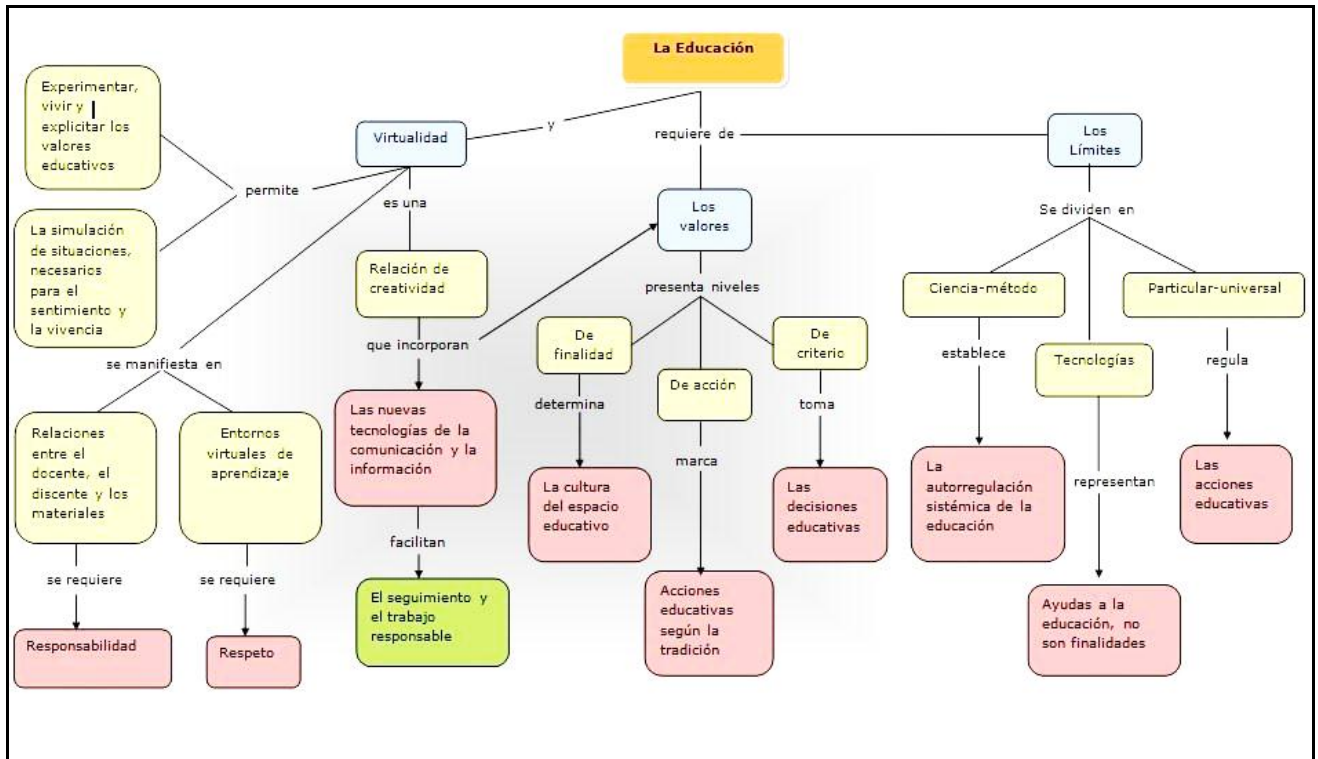 La Educación
Experimentar,
vivir y
explicitar los
valores
educativos
Virtualidad
y
requiere de
Los
Límites
permite
es una
Los
valores
Se dividen en
La simulación
de situaciones,
necesarios
para el
sentimiento y
la vivencia
Relación de
creatividad
presenta niveles
Ciencia-método
Particular-universal
se manifiesta en
que incorporan
De
finalidad
De acción
De
criterio
establece
Tecnologías
regula
Relaciones
entre el
docente, el
discente y los
materiales
Entornos
virtuales de
aprendizaje
Las nuevas
tecnologías de la
comunicación y la
información
determina
marca
toma
La cultura
del espacio
educativo
Las
decisiones
educativas
La
autorregulación
sistémica de la
educación
representan
Las
acciones
educativas
se requiere
se requiere
facilitan
El seguimiento y
el trabajo
responsable
Acciones
educativas
según la
tradición
Ayudas a la
educación, no
son finalidades
Responsabilidad
Respeto